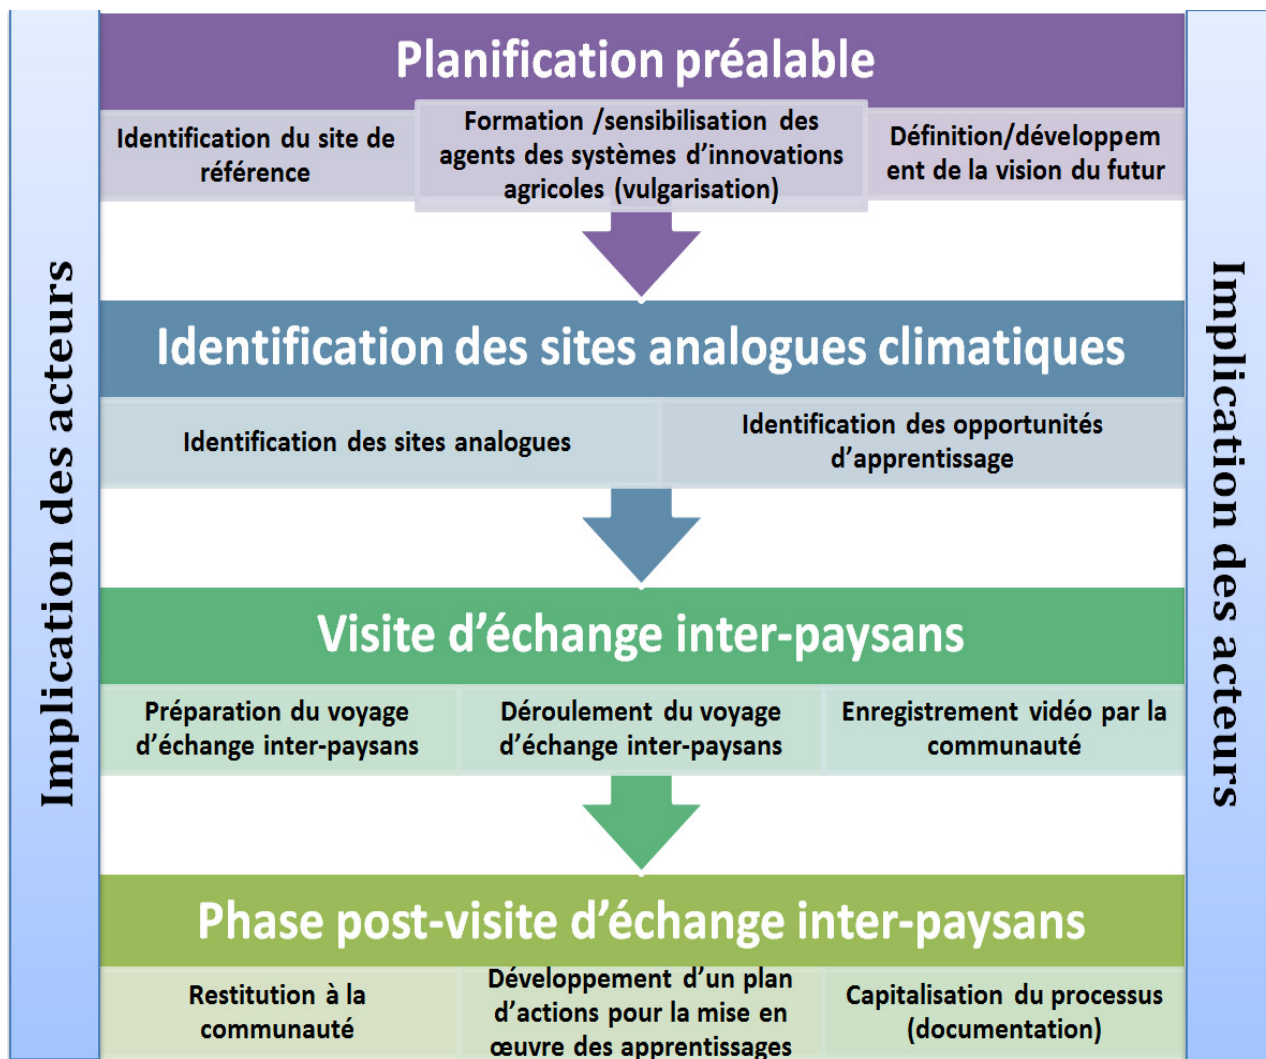 Implication des acteurs
Planification préalable
Identification du site de
référence
Formation /sensibilisation des
agents des systèmes d'innovations
agricoles (vulgarisation)
Définition/développem
ent de la vision du futur
Identification des sites analogues climatiques
Identification des sites analogues
Identification des opportunités
d'apprentissage
Visite d'échange inter-paysans
Préparation du voyage
d'échange inter-paysans
Déroulement du voyage
d'échange inter-paysans
Enregistrement vidéo par la
communauté
Phase post-visite d'échange inter-paysans
Restitution à la
communauté
Développement d'un plan
d'actions pour la mise en
œuvre des apprentissages
Capitalisation du processus
(documentation)
Implication des acteurs